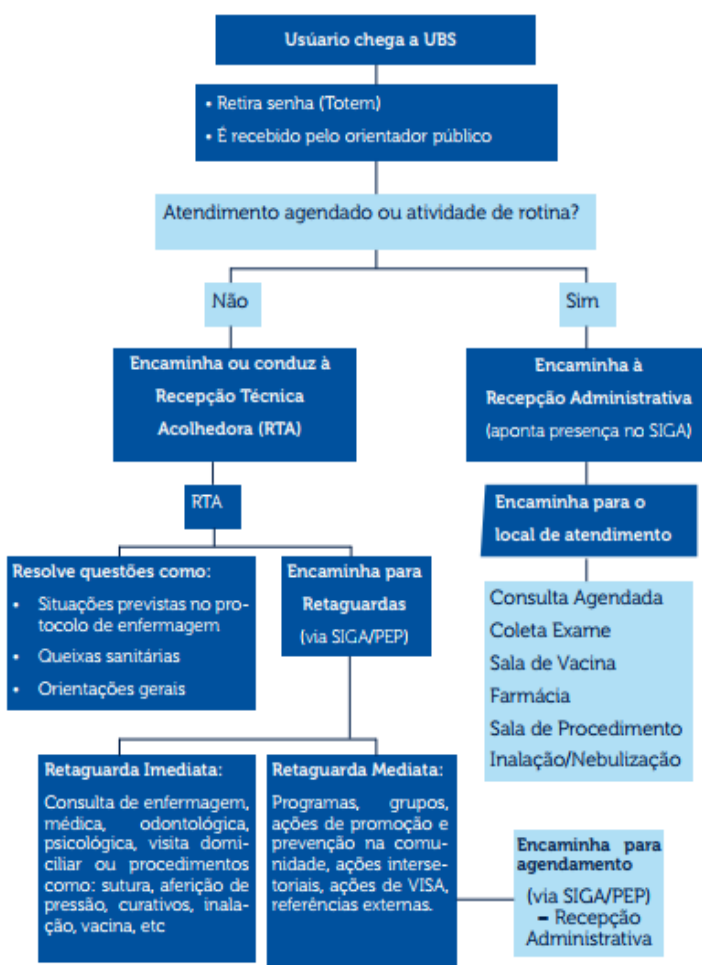 Usúario chega a UBS
• Retira senha (Totem)
• É recebido pelo orientador público
Atendimento agendado ou atividade de rotina?
Não
Sim
Encaminha ou conduz à
Recepção Técnica
Acolhedora (RTA)
Encaminha à
Recepção Administrativa
(aponta presença no SIGA)
RTA
Encaminha para o
local de atendimento
Resolve questões como:
• Situações previstas no pro-
tocolo de enfermagem
• Queixas sanitárias
• Orientações gerais
Encaminha para
Retaguardas
(via SIGA/PEP)
Consulta Agendada
Coleta Exame
Sala de Vacina
Farmácia
Sala de Procedimento
Inalação/Nebulização
Retaguarda Imediata:
Consulta de enfermagem,
médica, odontológica,
psicológica, visita domi-
ciliar ou procedimentos
como: sutura, aferição de
pressão, curativos, inala-
ção, vacina, etc
Retaguarda Mediata:
Programas, grupos,
ações de promoção e
prevenção na comu-
nidade, ações interse-
toriais, ações de VISA,
referências externas.
Encaminha para
agendamento
(via SIGA/PEP)
– Recepção
Administrativa